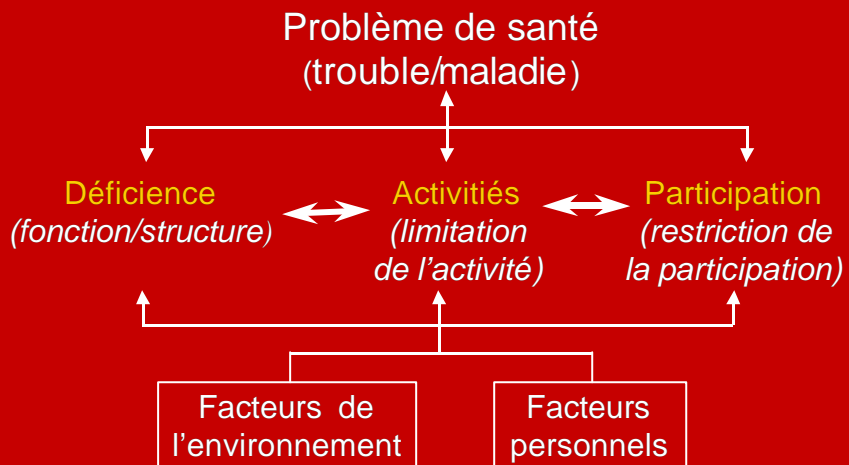 Problème de santé
(trouble/maladie)
Déficience
(fonction/structure)
Activitiés
(limitation
de l’activité)
Participation
(restriction de
la participation)
Facteurs de
l’environnement
Facteurs
personnels